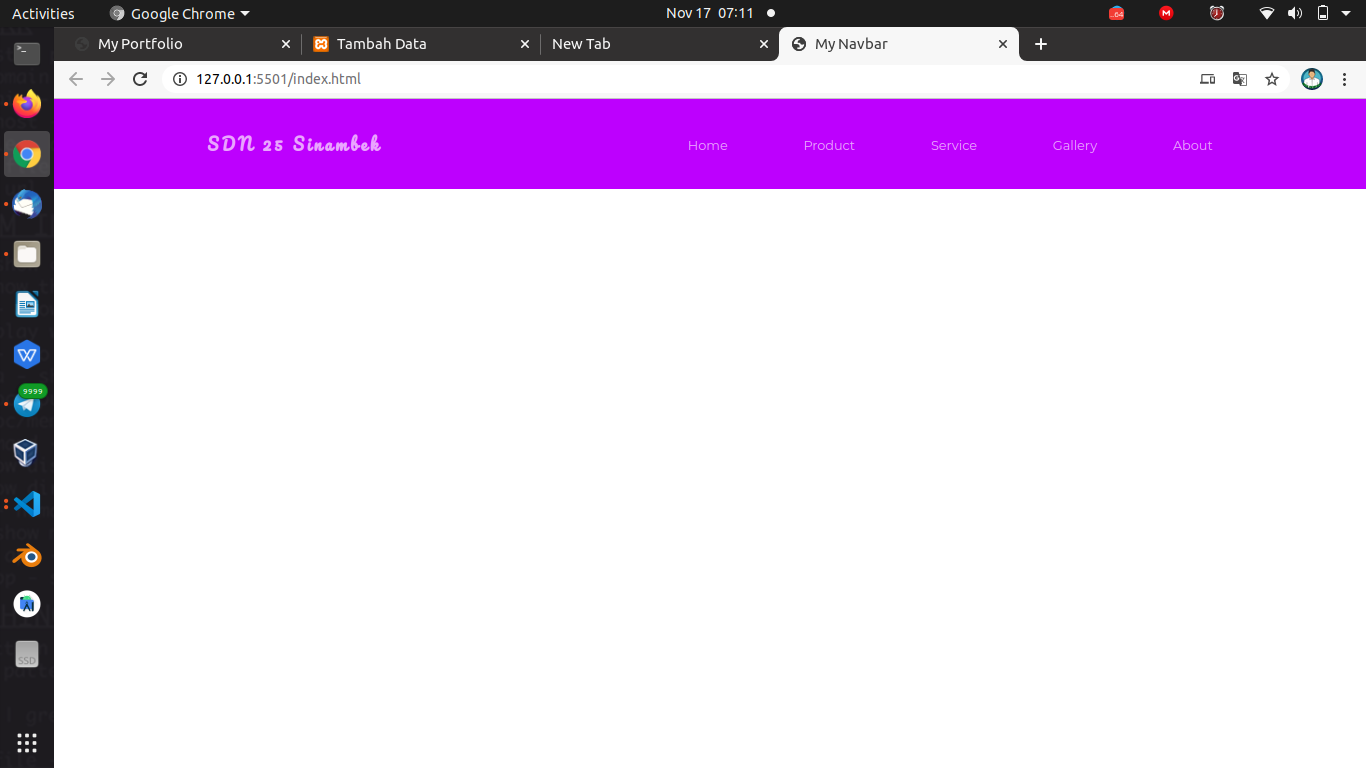 Activities Google Chrome Nov 17 07:11 64
My Portfolio Tambah Data New Tab My Navbar
127.0.0.1:5501/index.html
SDN 25 Sinambek Home Product Service Gallery About
9999
SSD